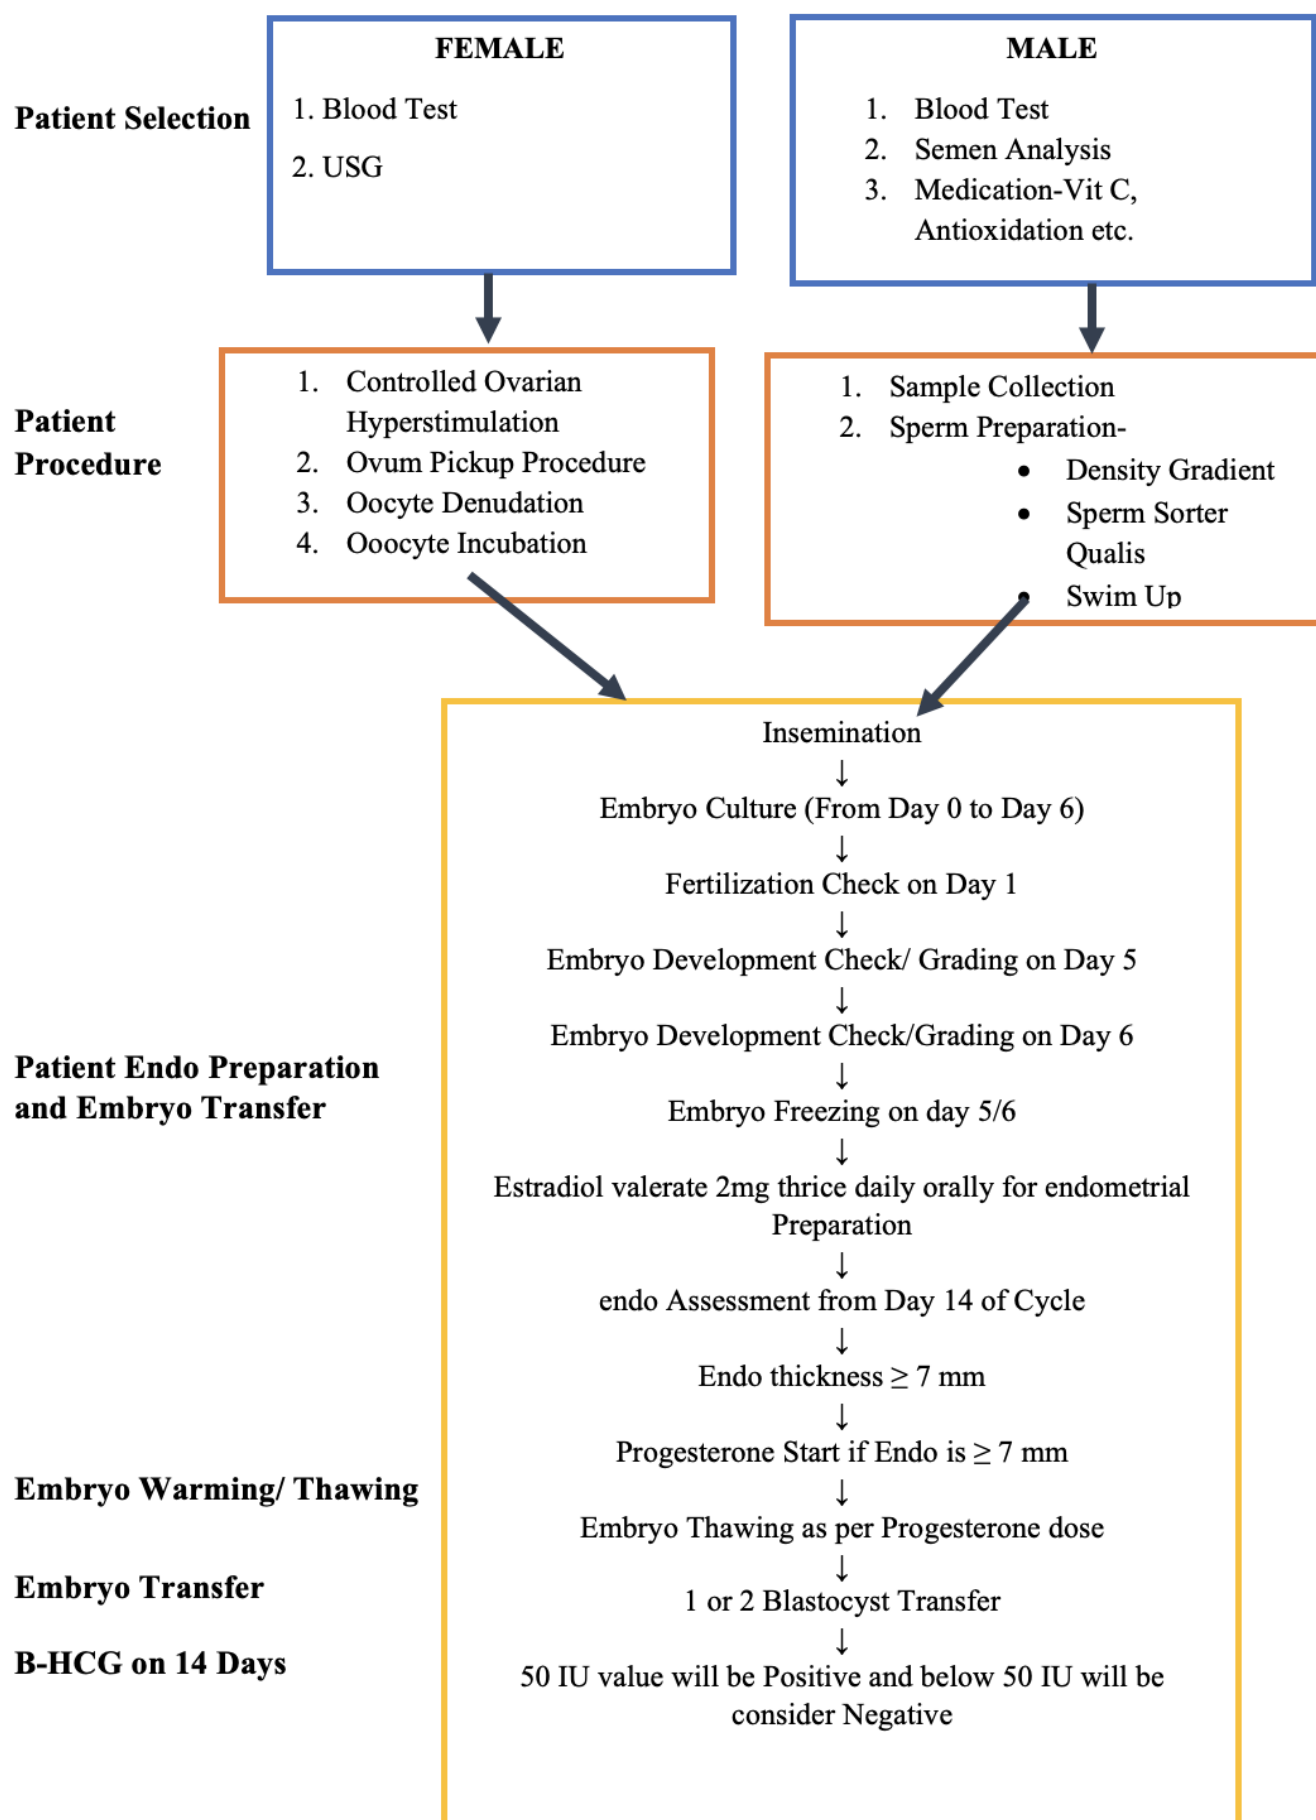 FEMALE
1. Blood Test
2. USG
MALE
1. Blood Test
2. Semen Analysis
3. Medication-Vit C,
Antioxidation etc.
Patient Selection
1. Controlled Ovarian
Hyperstimulation
2. Ovum Pickup Procedure
3. Oocyte Denudation
4. Ooocyte Incubation
1. Sample Collection
2. Sperm Preparation-
• Density Gradient
• Sperm Sorter
Qualis
• Swim Up
Patient
Procedure
Insemination
↓
Embryo Culture (From Day 0 to Day 6)
↓
Fertilization Check on Day 1
↓
Embryo Development Check/ Grading on Day 5
↓
Embryo Development Check/Grading on Day 6
↓
Patient Endo Preparation
and Embryo Transfer
Embryo Freezing on day 5/6
↓
Estradiol valerate 2mg thrice daily orally for endometrial
Preparation
↓
endo Assessment from Day 14 of Cycle
↓
Endo thickness ≥ 7 mm
↓
Progesterone Start if Endo is ≥ 7 mm
↓
Embryo Warming/ Thawing
Embryo Thawing as per Progesterone dose
↓
Embryo Transfer
1 or 2 Blastocyst Transfer
↓
B-HCG on 14 Days
50 IU value will be Positive and below 50 IU will be
consider Negative